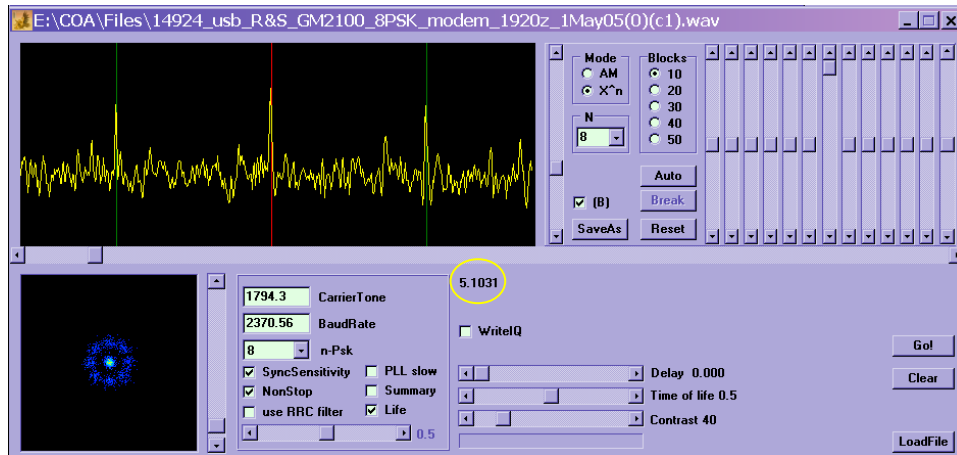 E:\COA\Files\14924_usb_R&S_GM2100_8PSK_modem_1920z_1May05(0)(c1).wav
Mode
AM
X^n
Blocks
10
20
30
40
50
N
8
(B)
SaveAs
Auto
Break
Reset
1794.3 CarrierTone
2370.56 BaudRate
8 n-Psk
SyncSensitivity PLL slow
NonStop Summary
use RRC filter Life
0.5
5.1031
WriteIQ
Delay 0.000
Time of life 0.5
Contrast 40
Go!
Clear
LoadFile